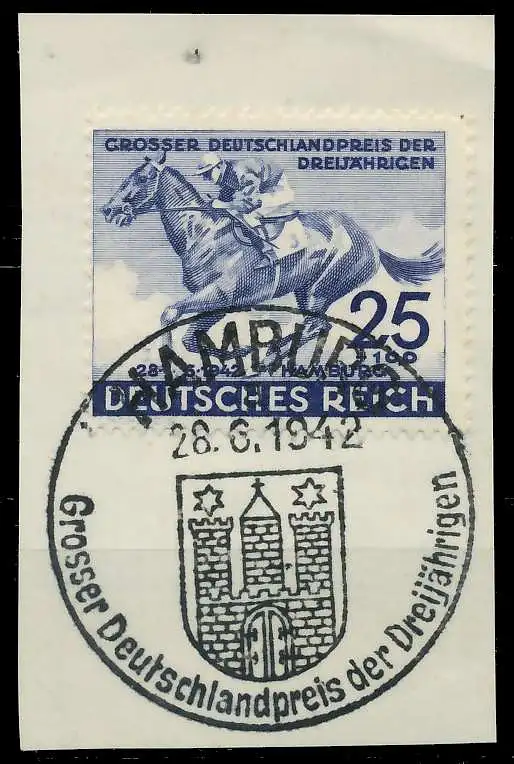 GROSSER DEUTSCHLANDPREIS DER
DREIJÄHRIGEN
25
+100
28.6.1942 HAMBURG
DEUTSCHES REICH
HAMBURG
28.6.1942
Grosser Deutschlandpreis der Dreijährigen